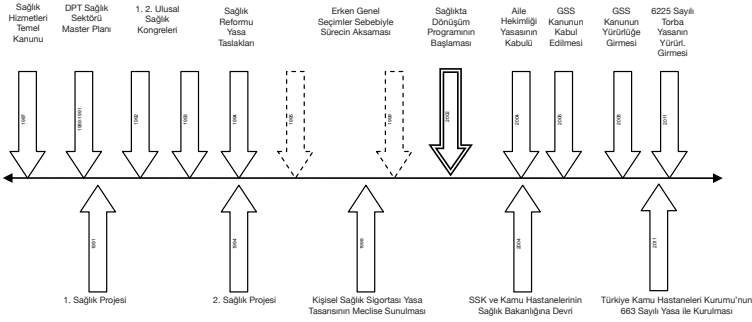 Sağlık
Hizmetleri
Temel
Kanunu
DPT Sağlık
Sektörü
Master Planı
1. 2. Ulusal
Sağlık
Kongreleri
Sağlık
Reformu
Yasa
Taslakları
Erken Genel
Seçimler Sebebiyle
Sürecin Aksaması
Sağlıkta
Dönüşüm
Programının
Başlaması
Aile
Hekimliği
Yasasının
Kabulü
GSS
Kanunun
Kabul
Edilmesi
GSS
Kanunun
Yürürlüğe
Girmesi
6225 Sayılı
Torba
Yasanın
Yürürl.
Girmesi
1987
1989-1991
1992
1993
1994
1995
1999
2002
2004
2006
2008
2011
1991
1994
1998
2004
2011
1. Sağlık Projesi
2. Sağlık Projesi
Kişisel Sağlık Sigortası Yasa
Tasarısının Meclise Sunulması
SSK ve Kamu Hastanelerinin
Sağlık Bakanlığına Devri
Türkiye Kamu Hastaneleri Kurumu'nun
663 Sayılı Yasa ile Kurulması